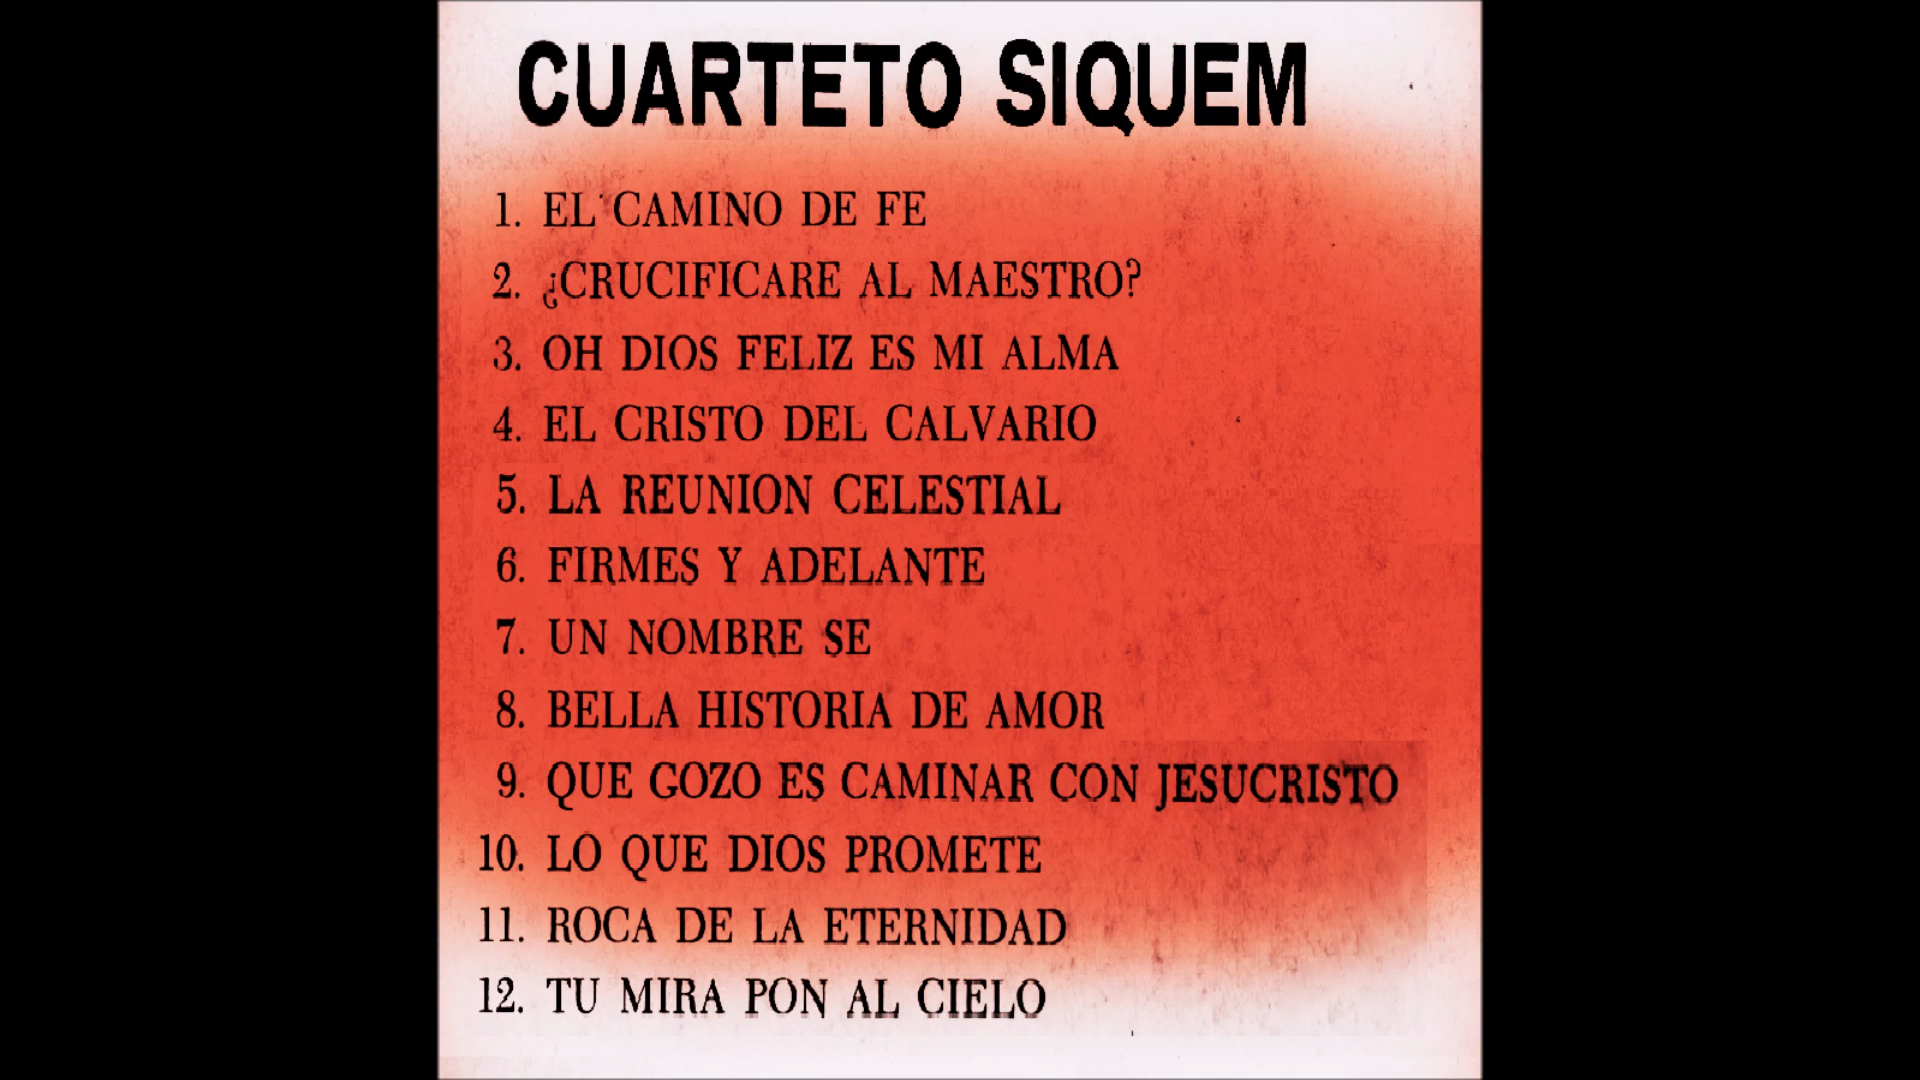 CUARTETO SIQUEM
1. EL CAMINO DE FE
2. ¿CRUCIFICARE AL MAESTRO?
3. OH DIOS FELIZ ES MI ALMA
4. EL CRISTO DEL CALVARIO
5. LA REUNION CELESTIAL
6. FIRMES Y ADELANTE
7. UN NOMBRE SE
8. BELLA HISTORIA DE AMOR
9. QUE GOZO ES CAMINAR CON JESUCRISTO
10. LO QUE DIOS PROMETE
11. ROCA DE LA ETERNIDAD
12. TU MIRA PON AL CIELO